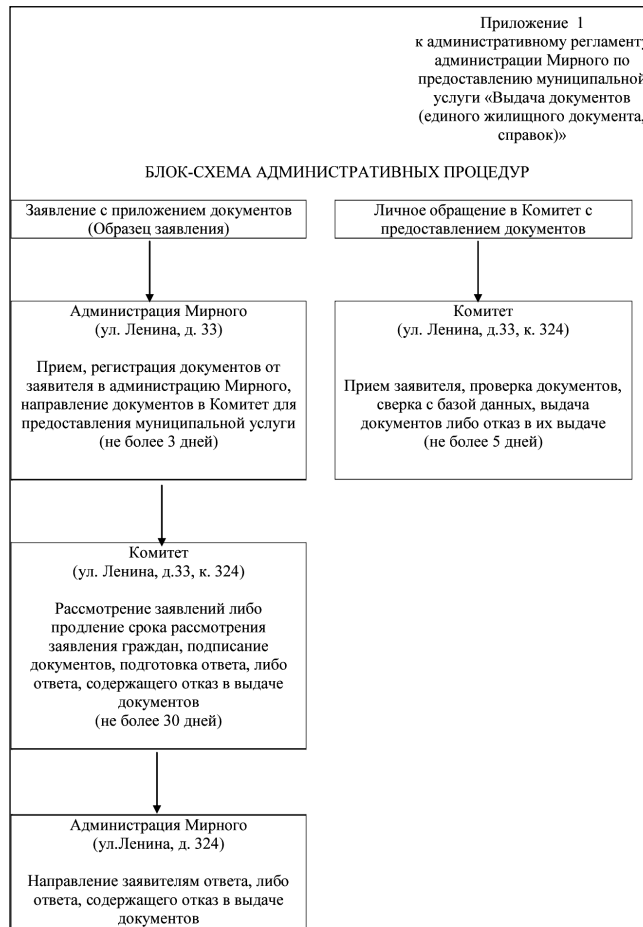 Приложение 1
к административному регламенту
администрации Мирного по
предоставлению муниципальной
услуги «Выдача документов
(единого жилищного документа,
справок)»
БЛОК-СХЕМА АДМИНИСТРАТИВНЫХ ПРОЦЕДУР
Заявление с приложением документов
(Образец заявления)
Личное обращение в Комитет с
предоставлением документов
Администрация Мирного
(ул. Ленина, д. 33)
Прием, регистрация документов от
заявителя в администрацию Мирного,
направление документов в Комитет для
предоставления муниципальной услуги
(не более 3 дней)
Комитет
(ул. Ленина, д.33, к. 324)
Прием заявителя, проверка документов,
сверка с базой данных, выдача
документов либо отказ в их выдаче
(не более 5 дней)
Комитет
(ул. Ленина, д.33, к. 324)
Рассмотрение заявлений либо
продление срока рассмотрения
заявления граждан, подписание
документов, подготовка ответа, либо
ответа, содержащего отказ в выдаче
документов
(не более 30 дней)
Администрация Мирного
(ул.Ленина, д. 324)
Направление заявителям ответа, либо
ответа, содержащего отказ в выдаче
документов